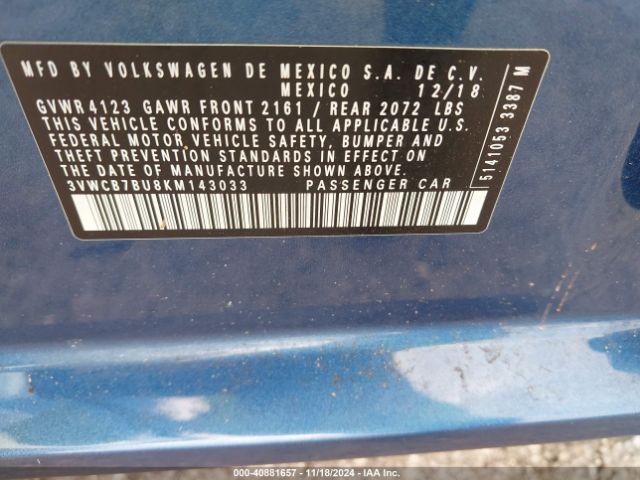 MFD BY VOLKSWAGEN DE MEXICO S.A. DE C.V.
MEXICO 12/18
GVWR 4123 GAWR FRONT 2161 / REAR 2072 LBS
THIS VEHICLE CONFORMS TO ALL APPLICABLE U.S.
FEDERAL MOTOR VEHICLE SAFETY, BUMPER AND
THEFT PREVENTION STANDARDS IN EFFECT ON
THE DATE OF MANUFACTURE SHOWN ABOVE.
3VWCB7BU8KM143033 PASSENGER CAR
5141053 3387 M
000-40881657 | 11/18/2024 | IAA Inc.